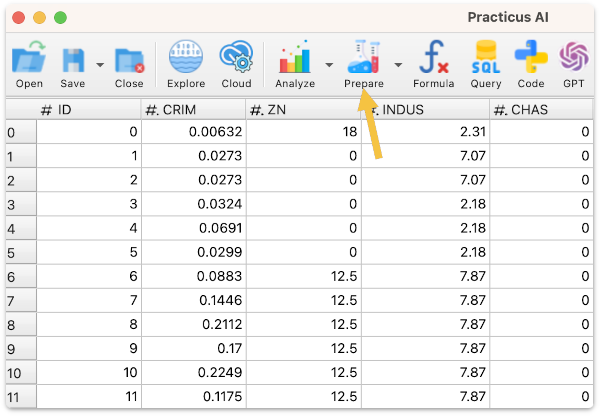 Practicus AI
Open Save Close Explore Cloud Analyze Prepare Formula Query Code GPT
SQL
# ID #. CRIM #. ZN #. INDUS #. CHAS
0 0 0.00632 18 2.31 0
1 1 0.0273 0 7.07 0
2 2 0.0273 0 7.07 0
3 3 0.0324 0 2.18 0
4 4 0.0691 0 2.18 0
5 5 0.0299 0 2.18 0
6 6 0.0883 12.5 7.87 0
7 7 0.1446 12.5 7.87 0
8 8 0.2112 12.5 7.87 0
9 9 0.17 12.5 7.87 0
10 10 0.2249 12.5 7.87 0
11 11 0.1175 12.5 7.87 0